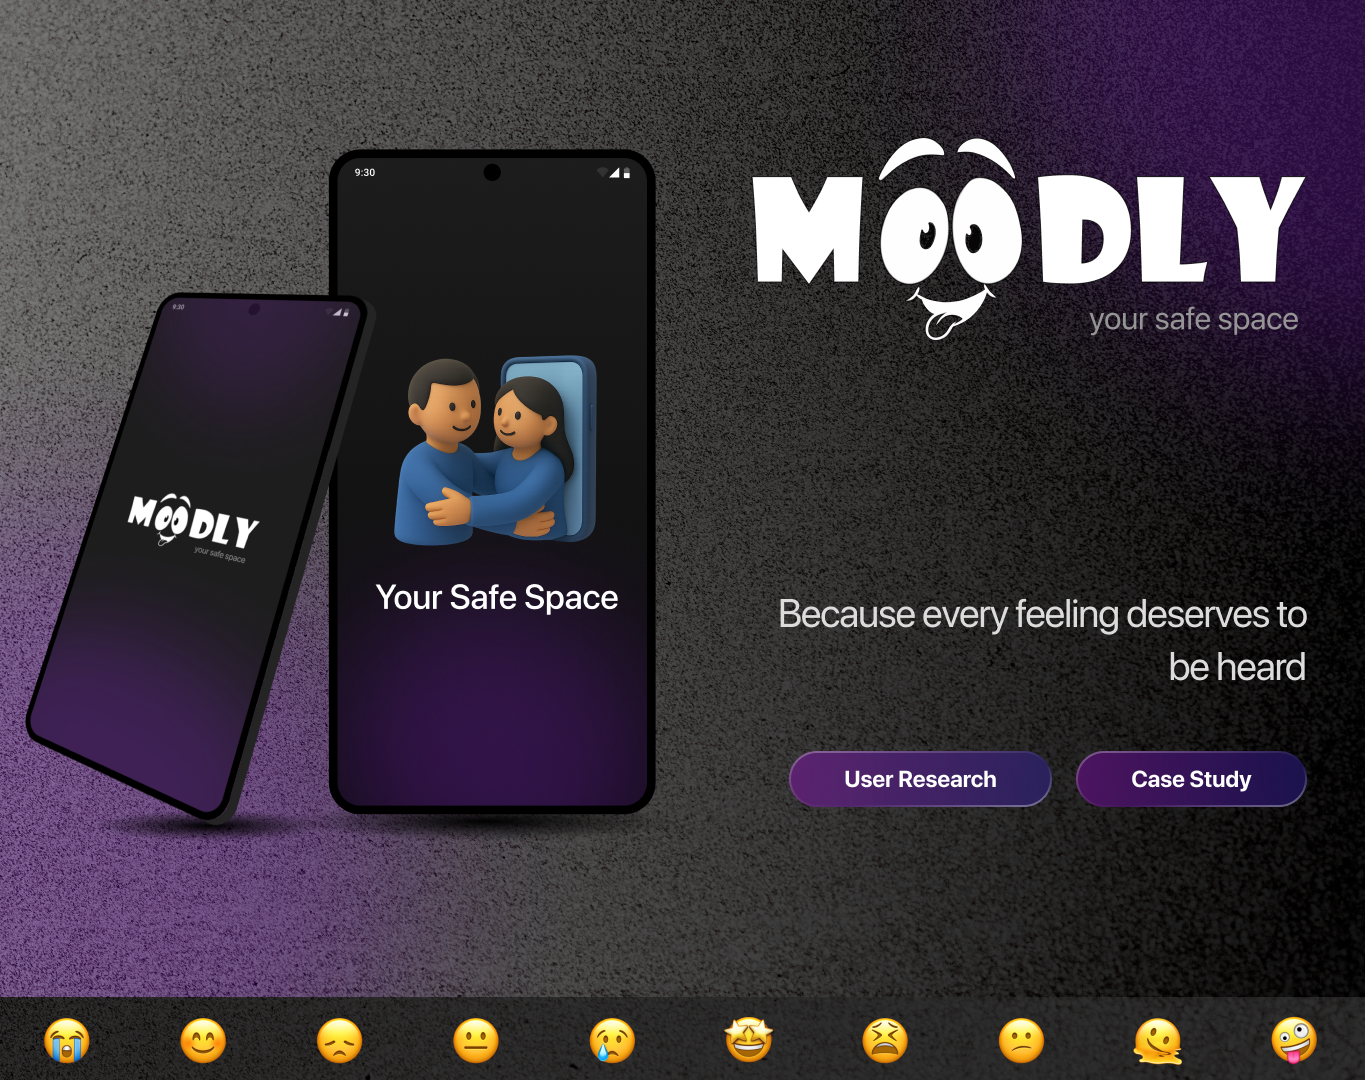 9:30
MOODLY
your safe space
9:30
MOODLY
your safe space
Your Safe Space
Because every feeling deserves to
be heard
User Research
Case Study